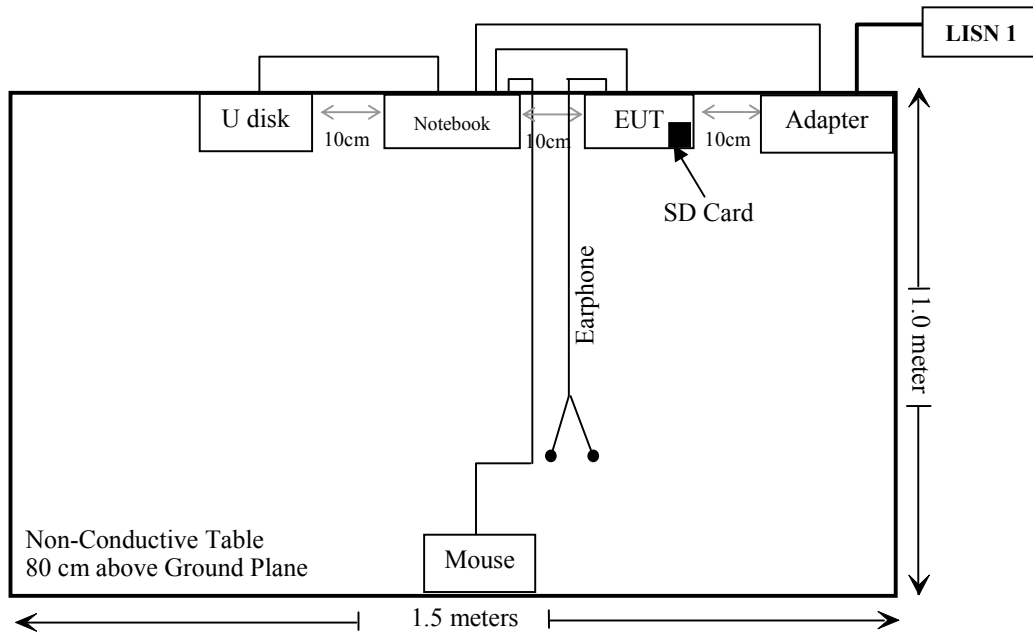 LISN 1
U disk
10cm
Notebook
10cm
EUT
10cm
Adapter
SD Card
Earphone
1.0 meter
Non-Conductive Table
80 cm above Ground Plane
Mouse
1.5 meters